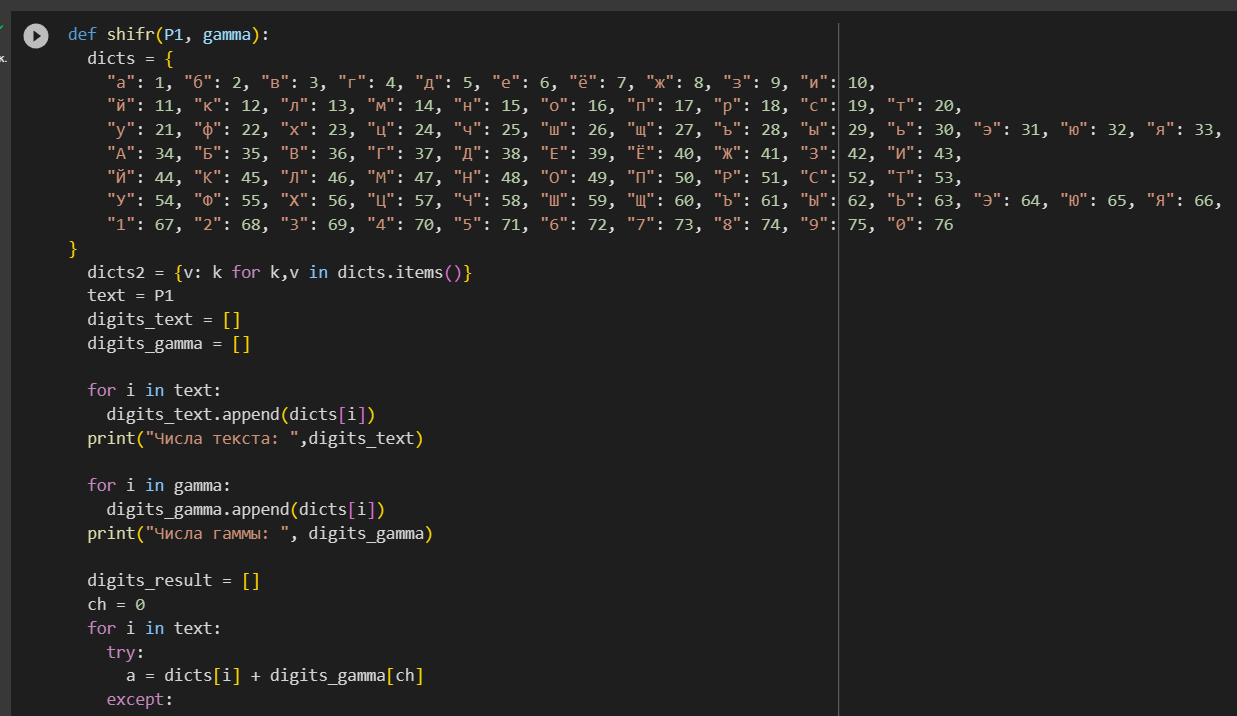 def shifr(P1, gamma):
к.
  dicts = {
    "а": 1, "б": 2, "в": 3, "г": 4, "д": 5, "е": 6, "ё": 7, "ж": 8, "з": 9, "и": 10,
    "й": 11, "к": 12, "л": 13, "м": 14, "н": 15, "о": 16, "п": 17, "р": 18, "с": 19, "т": 20,
    "у": 21, "ф": 22, "х": 23, "ц": 24, "ч": 25, "ш": 26, "щ": 27, "ъ": 28, "ы": 29, "ь": 30, "э": 31, "ю": 32, "я": 33,
    "А": 34, "Б": 35, "В": 36, "Г": 37, "Д": 38, "Е": 39, "Ё": 40, "Ж": 41, "З": 42, "И": 43,
    "Й": 44, "К": 45, "Л": 46, "М": 47, "Н": 48, "О": 49, "П": 50, "Р": 51, "С": 52, "Т": 53,
    "У": 54, "Ф": 55, "Х": 56, "Ц": 57, "Ч": 58, "Ш": 59, "Щ": 60, "Ъ": 61, "Ы": 62, "Ь": 63, "Э": 64, "Ю": 65, "Я": 66,
    "1": 67, "2": 68, "3": 69, "4": 70, "5": 71, "6": 72, "7": 73, "8": 74, "9": 75, "0": 76
}
  dicts2 = {v: k for k,v in dicts.items()}
  text = P1
  digits_text = []
  digits_gamma = []
  for i in text:
    digits_text.append(dicts[i])
  print("Числа текста: ",digits_text)
  for i in gamma:
    digits_gamma.append(dicts[i])
  print("Числа гаммы: ", digits_gamma)
  digits_result = []
  ch = 0
  for i in text:
    try:
      a = dicts[i] + digits_gamma[ch]
    except: